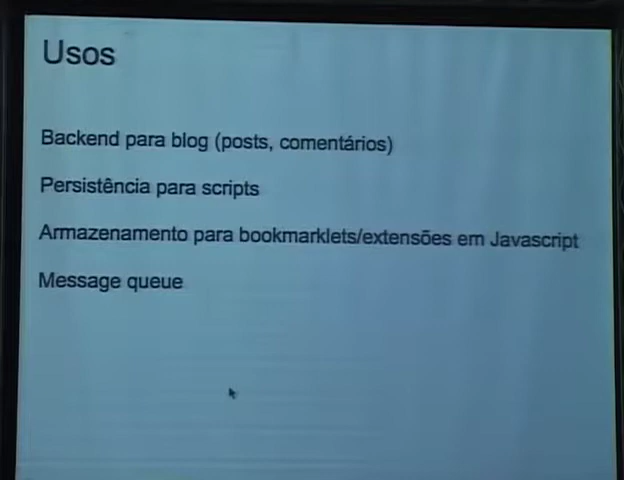 Usos
Backend para blog (posts, comentários)
Persistência para scripts
Armazenamento para bookmarklets/extensões em Javascript
Message queue